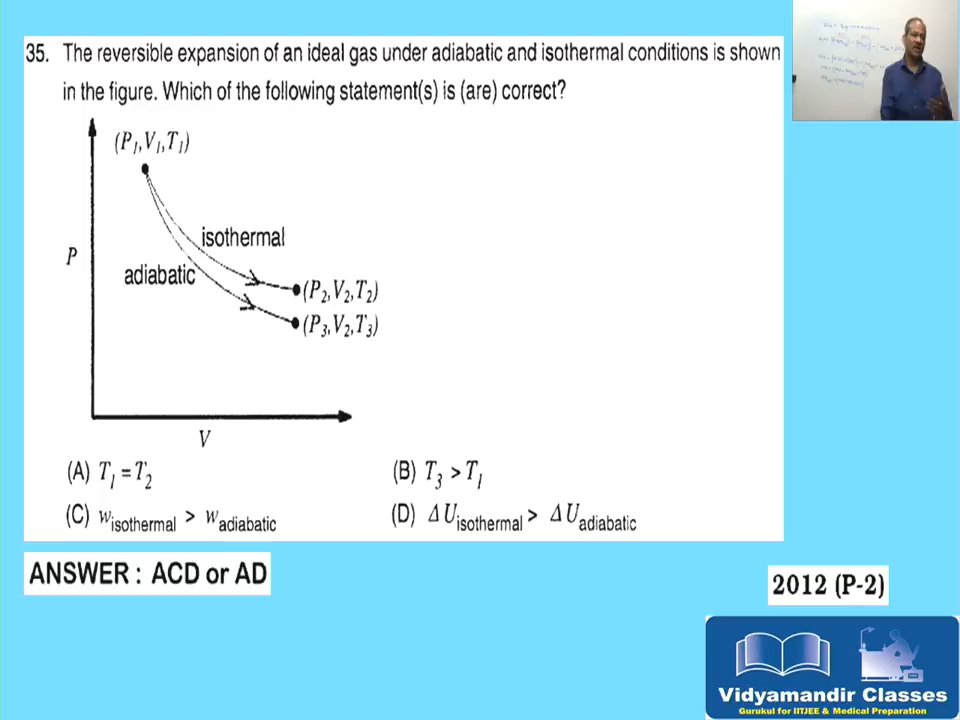 35. The reversible expansion of an ideal gas under adiabatic and isothermal conditions is shown
in the figure. Which of the following statement(s) is (are) correct?
(P1,V1,T1)
isothermal
P
adiabatic
(P2,V2,T2)
(P3,V2,T3)
V
(A) T1 = T2
(B) T3 > T1
(C) wisothermal > wadiabatic
(D) ΔUisothermal > ΔUadiabatic
ANSWER : ACD or AD
2012 (P-2)
Vidyamandir Classes
Gurukul for IITJEE & Medical Preparation